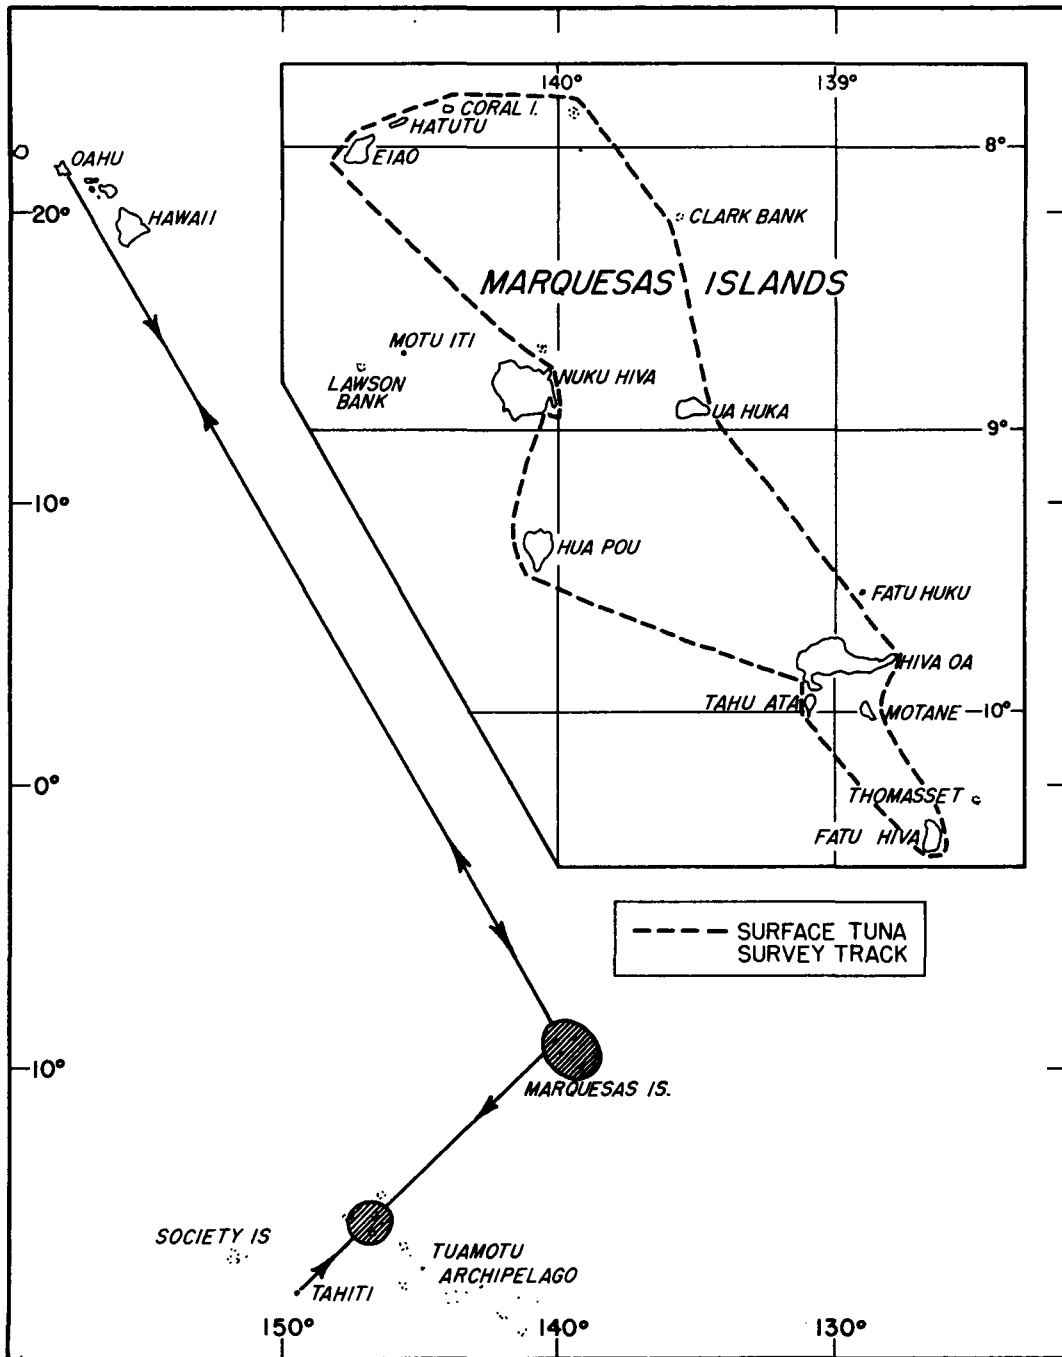 140°
139°
CORAL I.
HATUTU
EIAO
8°
OAHU
HAWAII
20°
CLARK BANK
MARQUESAS ISLANDS
MOTU ITI
LAWSON
BANK
NUKU HIVA
UA HUKA
9°
10°
HUA POU
FATU HUKU
HIVA OA
TAHU ATA
MOTANE
10°
0°
THOMASSET
FATU HIVA
SURFACE TUNA
SURVEY TRACK
10°
MARQUESAS IS.
SOCIETY IS
TUAMOTU
ARCHIPELAGO
TAHITI
150°
140°
130°